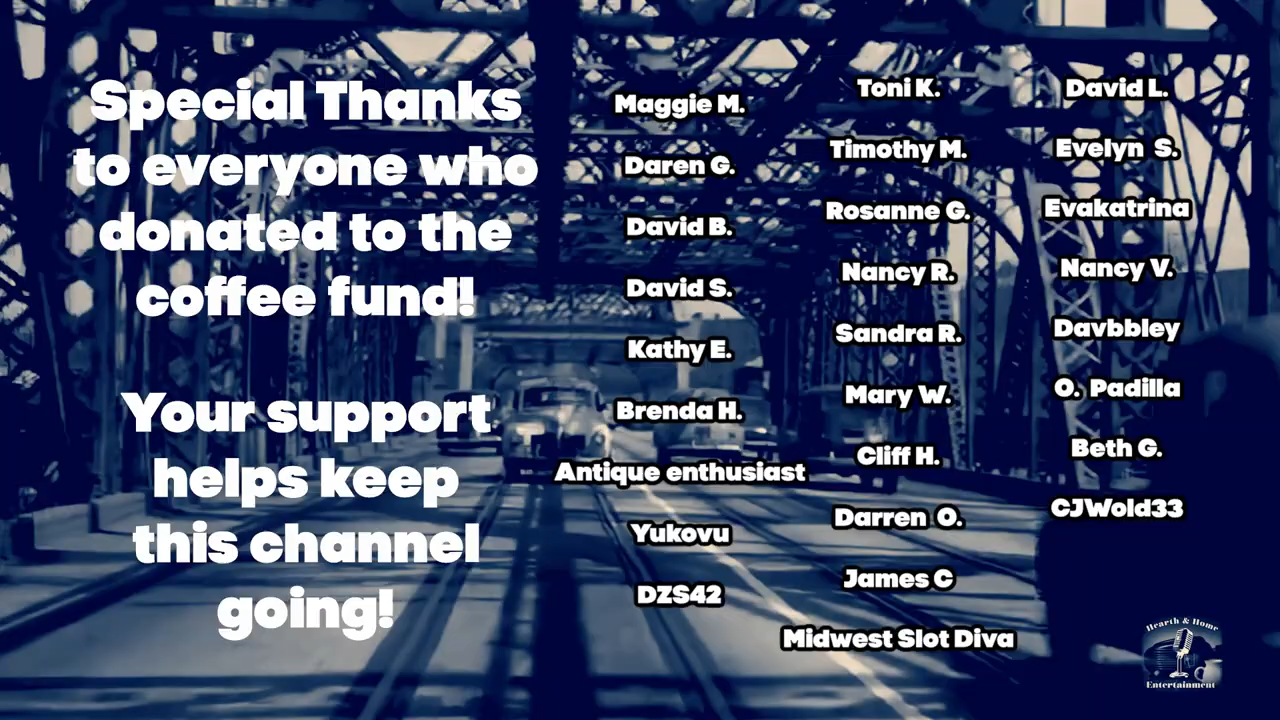 Special Thanks
to everyone who
donated to the
coffee fund!
Your support
helps keep
this channel
going!
Maggie M.
Daren G.
David B.
David S.
Kathy E.
Brenda H.
Antique enthusiast
Yukovu
DZS42
Toni K.
Timothy M.
Rosanne G.
Nancy R.
Sandra R.
Mary W.
Cliff H.
Darren O.
James C
Midwest Slot Diva
David L.
Evelyn S.
Evakatrina
Nancy V.
Davbbley
O. Padilla
Beth G.
CJWold33
Hearth & Home
Entertainment